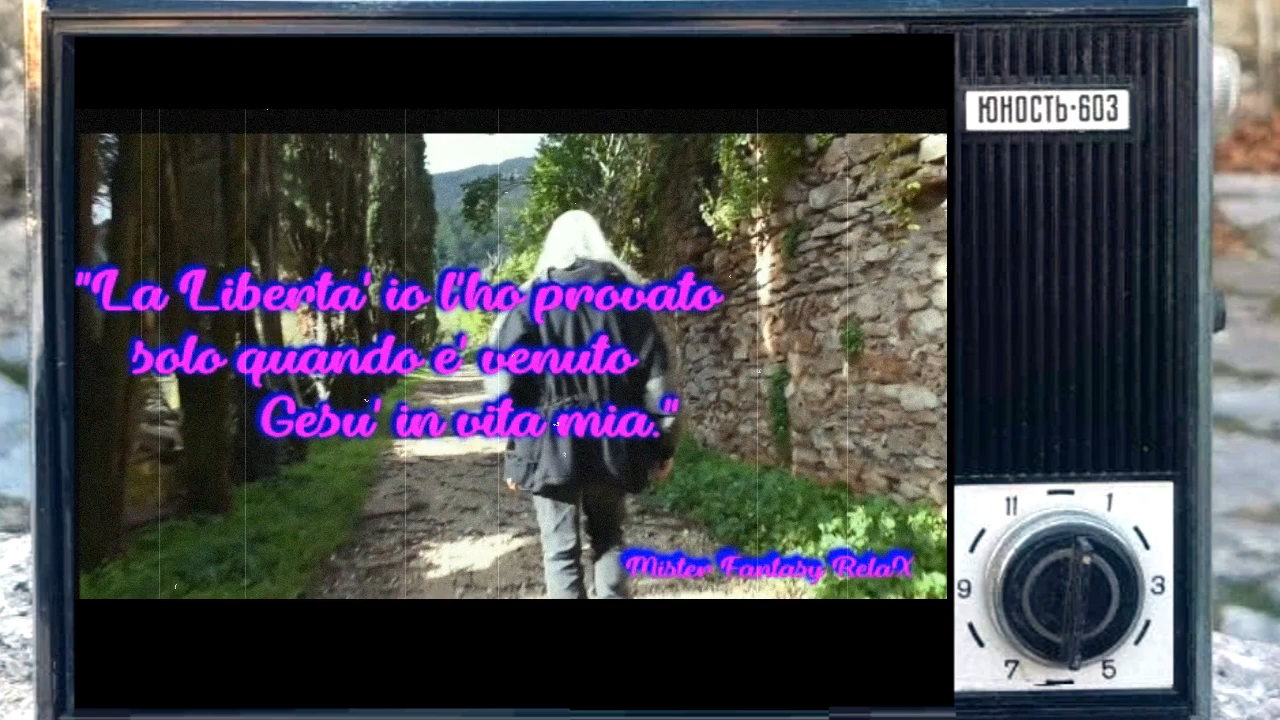 ЮНОСТЬ·603
"La Liberta' io l'ho provato
solo quando e' venuto
Gesu' in vita mia."
Mister Fantasy RelaX
11 1
9 3
7 5